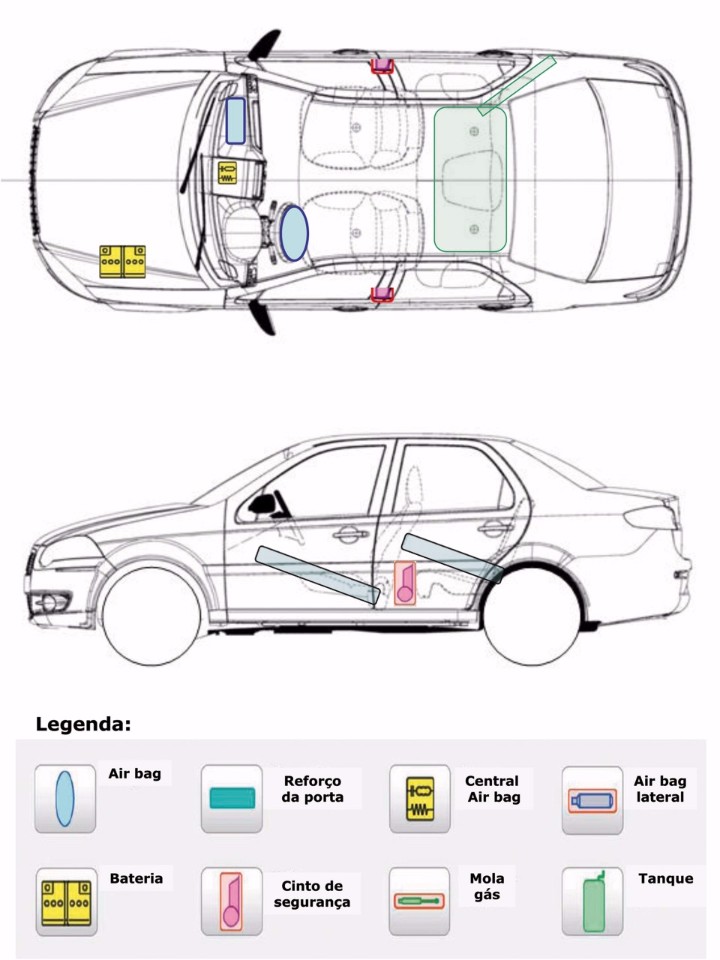 Legenda:
Air bag
Reforço
da porta
Central
Air bag
Air bag
lateral
Bateria
Cinto de
segurança
Mola
gás
Tanque